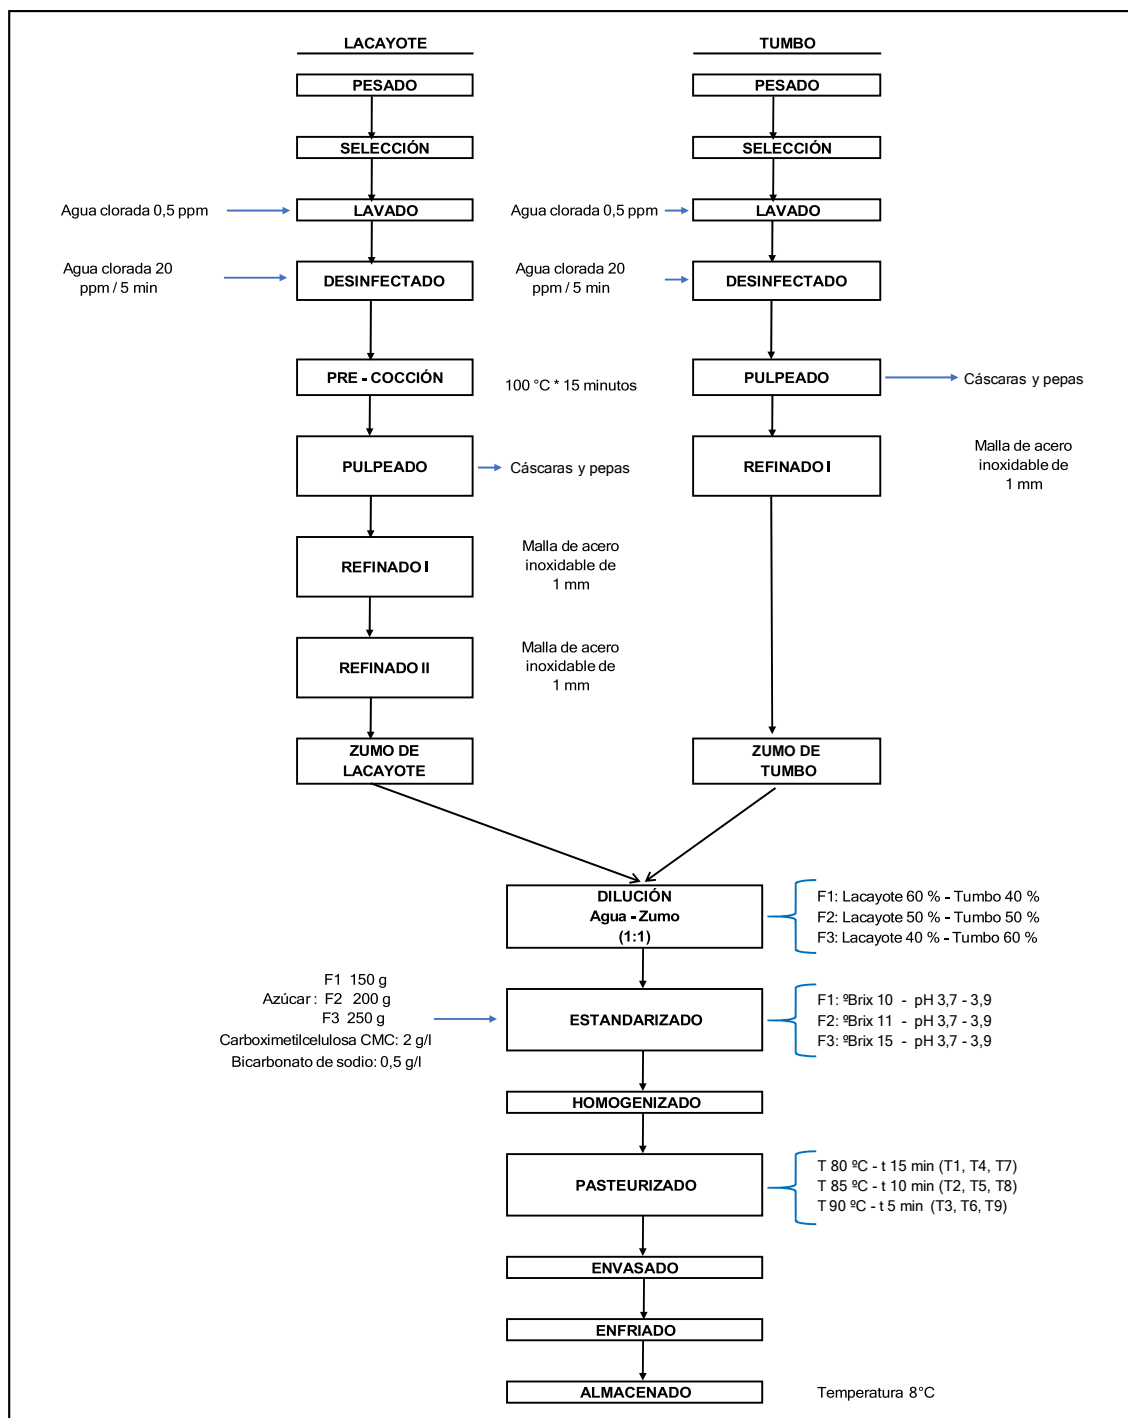 LACAYOTE
PESADO
SELECCIÓN
Agua clorada 0,5 ppm
LAVADO
Agua clorada 20
ppm / 5 min
DESINFECTADO
PRE - COCCIÓN
100 °C * 15 minutos
PULPEADO
Cáscaras y pepas
REFINADO I
Malla de acero
inoxidable de
1 mm
REFINADO II
Malla de acero
inoxidable de
1 mm
ZUMO DE
LACAYOTE
TUMBO
PESADO
SELECCIÓN
Agua clorada 0,5 ppm
LAVADO
Agua clorada 20
ppm / 5 min
DESINFECTADO
PULPEADO
Cáscaras y pepas
REFINADO I
Malla de acero
inoxidable de
1 mm
ZUMO DE
TUMBO
DILUCIÓN
Agua - Zumo
(1:1)
F1: Lacayote 60 % - Tumbo 40 %
F2: Lacayote 50 % - Tumbo 50 %
F3: Lacayote 40 % - Tumbo 60 %
F1 150 g
Azúcar : F2 200 g
F3 250 g
Carboximetilcelulosa CMC: 2 g/l
Bicarbonato de sodio: 0,5 g/l
ESTANDARIZADO
F1: ºBrix 10 - pH 3,7 - 3,9
F2: ºBrix 11 - pH 3,7 - 3,9
F3: ºBrix 15 - pH 3,7 - 3,9
HOMOGENIZADO
PASTEURIZADO
T 80 ºC - t 15 min (T1, T4, T7)
T 85 ºC - t 10 min (T2, T5, T8)
T 90 ºC - t 5 min (T3, T6, T9)
ENVASADO
ENFRIADO
ALMACENADO
Temperatura 8°C